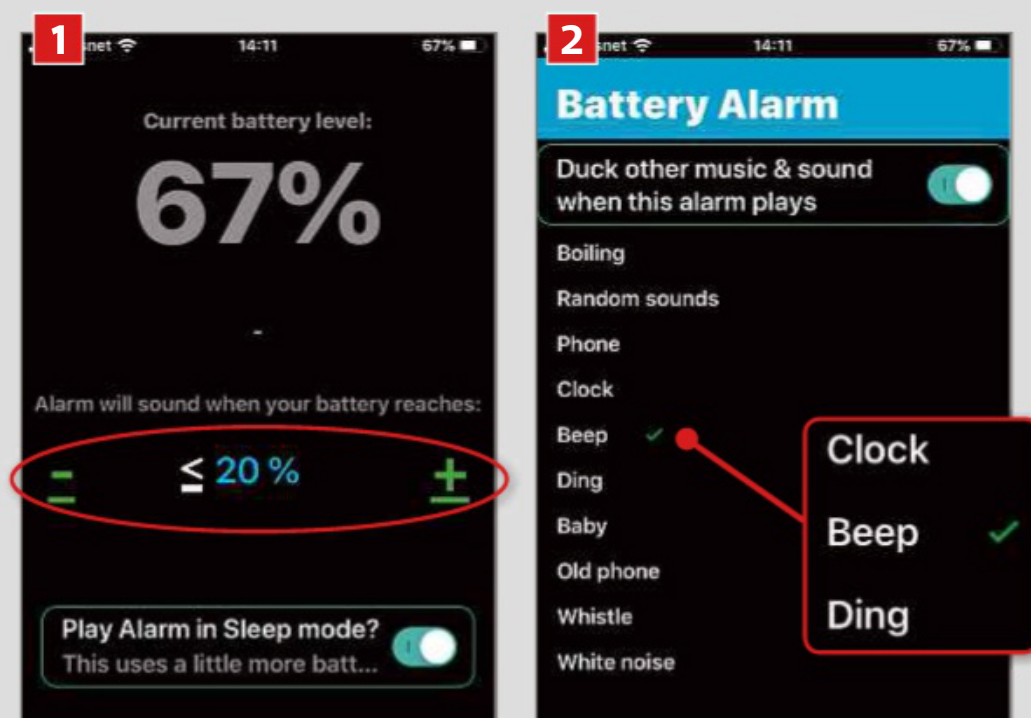 1
snet 14:11 67%
Current battery level:
67%
-
Alarm will sound when your battery reaches:
- ≤ 20 % +
Play Alarm in Sleep mode?
This uses a little more batt...
2
snet 14:11 67%
Battery Alarm
Duck other music & sound
when this alarm plays
Boiling
Random sounds
Phone
Clock
Beep ✓
Ding
Baby
Old phone
Whistle
White noise
Clock
Beep ✓
Ding